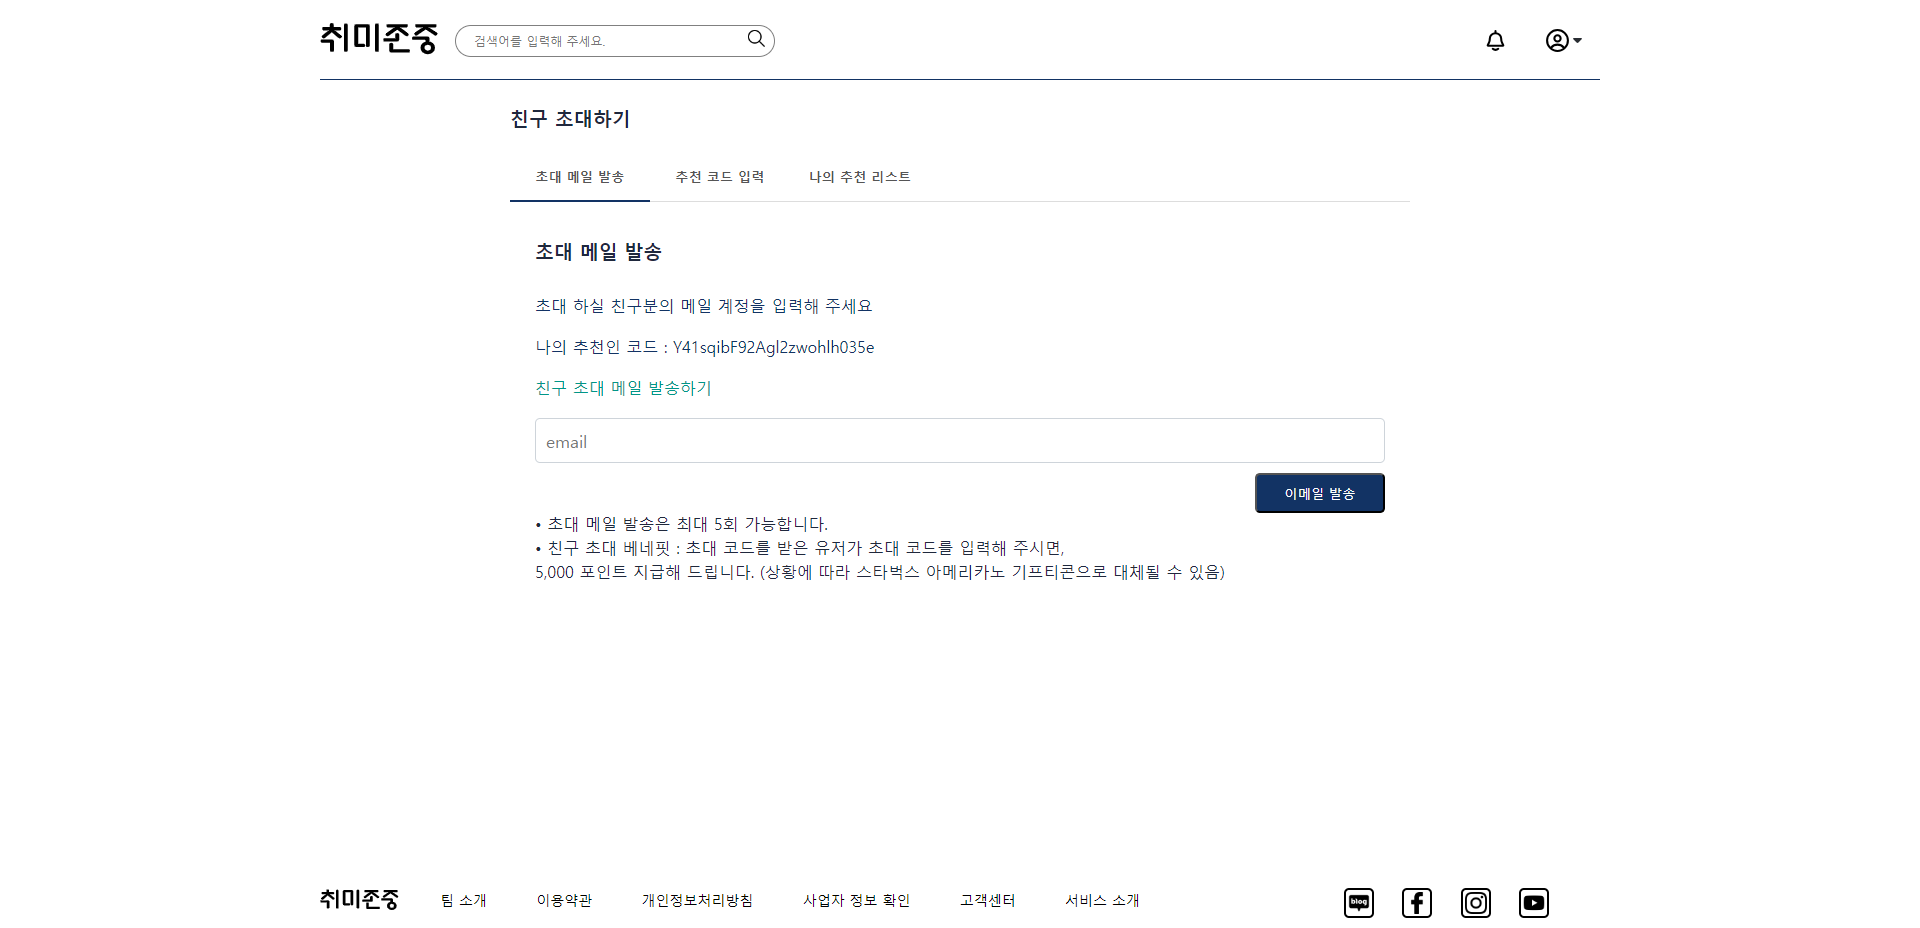 취미존중
검색어를 입력해 주세요.
친구 초대하기
초대 메일 발송 추천 코드 입력 나의 추천 리스트
초대 메일 발송
초대 하실 친구분의 메일 계정을 입력해 주세요
나의 추천인 코드 : Y41sqibF92Agl2zwohlh035e
친구 초대 메일 발송하기
email
이메일 발송
• 초대 메일 발송은 최대 5회 가능합니다.
• 친구 초대 베네핏 : 초대 코드를 받은 유저가 초대 코드를 입력해 주시면,
5,000 포인트 지급해 드립니다. (상황에 따라 스타벅스 아메리카노 기프티콘으로 대체될 수 있음)
취미존중 팀 소개 이용약관 개인정보처리방침 사업자 정보 확인 고객센터 서비스 소개 blog